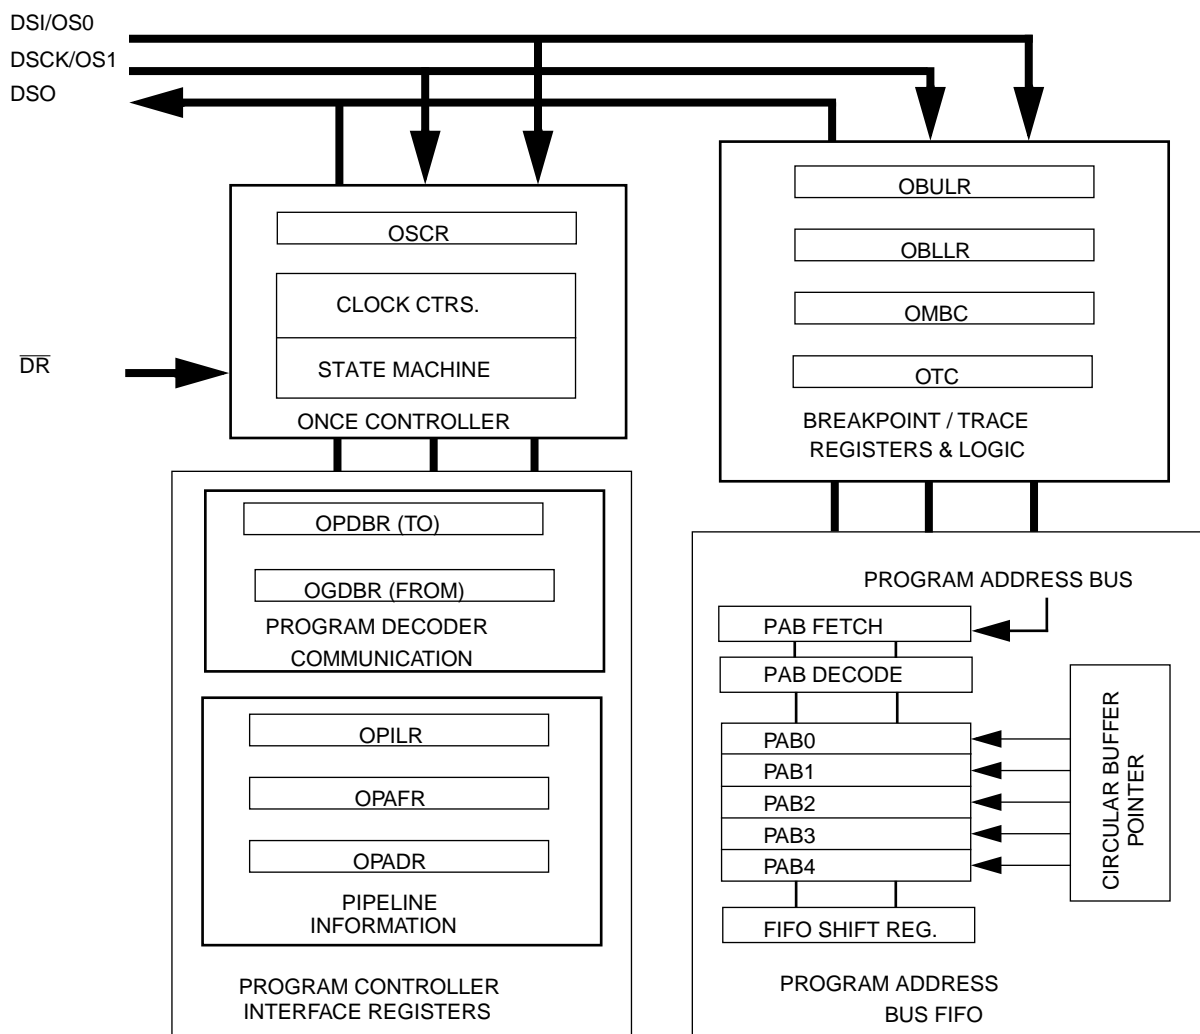 DSI/OS0
DSCK/OS1
DSO
DR
OSCR
CLOCK CTRS.
STATE MACHINE
ONCE CONTROLLER
OBULR
OBLLR
OMBC
OTC
BREAKPOINT / TRACE
REGISTERS & LOGIC
OPDBR (TO)
OGDBR (FROM)
PROGRAM DECODER
COMMUNICATION
OPILR
OPAFR
OPADR
PIPELINE
INFORMATION
PROGRAM CONTROLLER
INTERFACE REGISTERS
PROGRAM ADDRESS BUS
PAB FETCH
PAB DECODE
PAB0
PAB1
PAB2
PAB3
PAB4
FIFO SHIFT REG.
CIRCULAR BUFFER
POINTER
PROGRAM ADDRESS
BUS FIFO